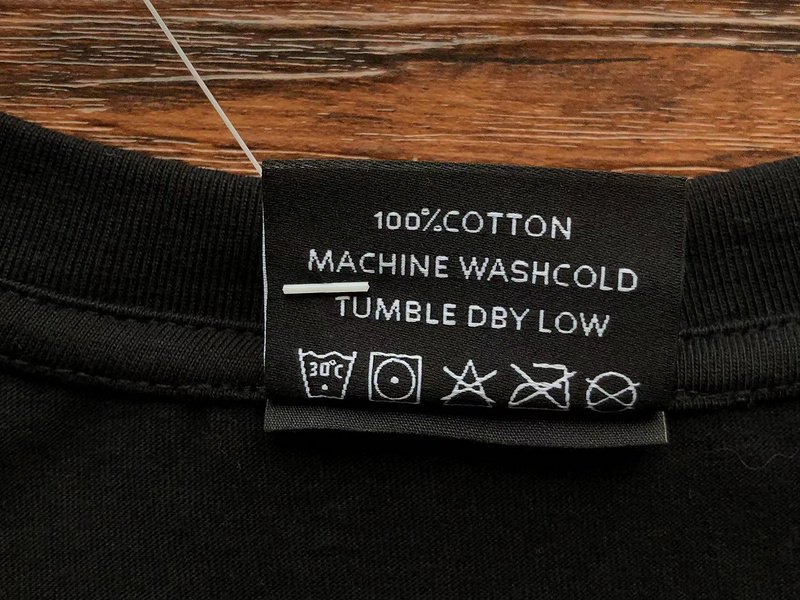 100%COTTON
MACHINE WASHCOLD
TUMBLE DBY LOW
30°C